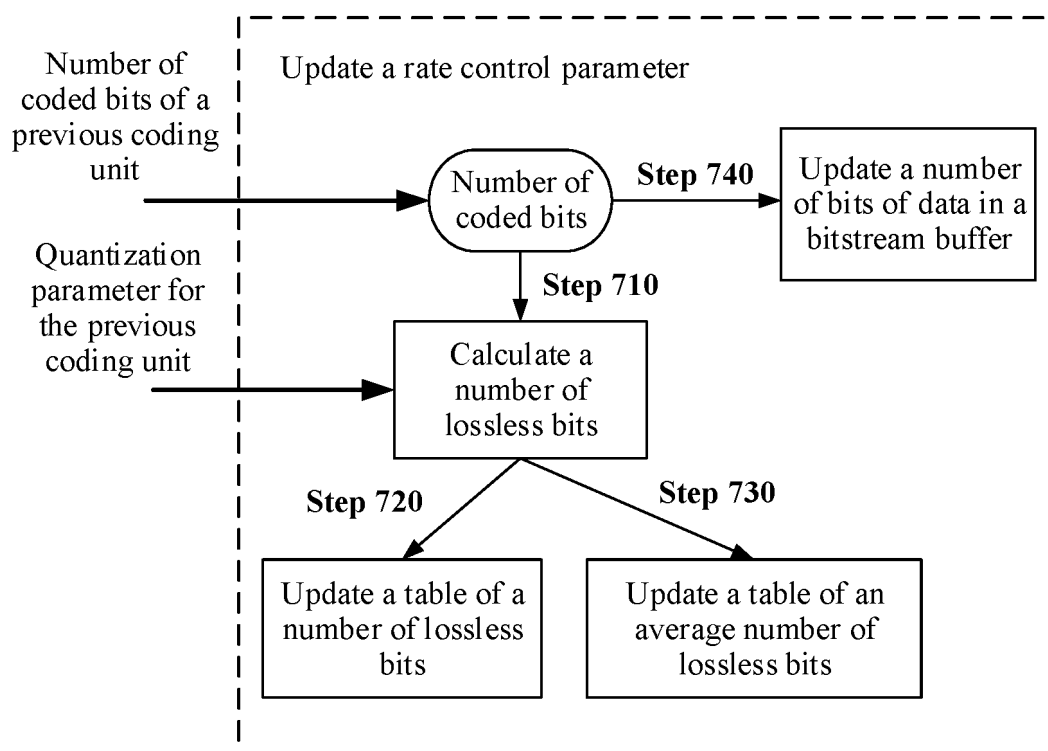 Number of
coded bits of a
previous coding
unit
Update a rate control parameter
Number of
coded bits
Step 740
Update a number
of bits of data in a
bitstream buffer
Quantization
parameter for
the previous
coding unit
Step 710
Calculate a
number of
lossless bits
Step 720
Step 730
Update a table of a
number of lossless
bits
Update a table of an
average number of
lossless bits